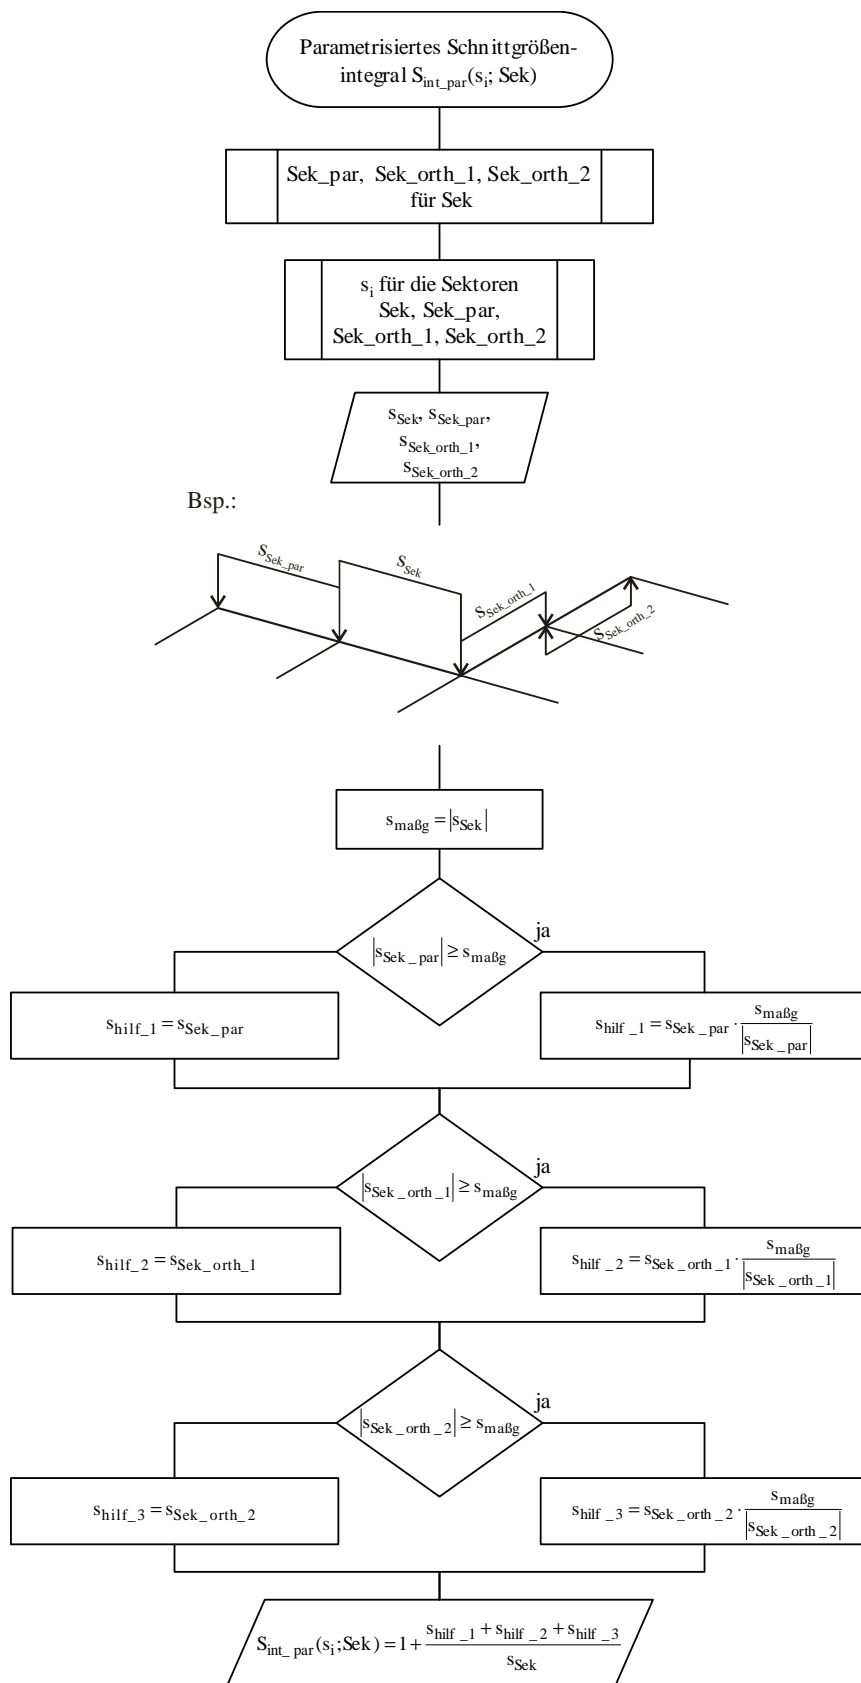 Parametrisiertes Schnittgrößen-
integral S_int_par(s_i; Sek)
Sek_par, Sek_orth_1, Sek_orth_2
für Sek
s_i für die Sektoren
Sek, Sek_par,
Sek_orth_1, Sek_orth_2
s_Sek, s_Sek_par,
s_Sek_orth_1,
s_Sek_orth_2
Bsp.:
S_Sek_par
S_Sek
S_Sek_orth_1
S_Sek_orth_2
s_maßg = |s_Sek|
ja
|s_Sek_par| ≥ s_maßg
s_hilf_1 = s_Sek_par
s_hilf_1 = s_Sek_par · s_maßg / |s_Sek_par|
ja
|s_Sek_orth_1| ≥ s_maßg
s_hilf_2 = s_Sek_orth_1
s_hilf_2 = s_Sek_orth_1 · s_maßg / |s_Sek_orth_1|
ja
|s_Sek_orth_2| ≥ s_maßg
s_hilf_3 = s_Sek_orth_2
s_hilf_3 = s_Sek_orth_2 · s_maßg / |s_Sek_orth_2|
S_int_par(s_i;Sek) = 1 + (s_hilf_1 + s_hilf_2 + s_hilf_3) / s_Sek